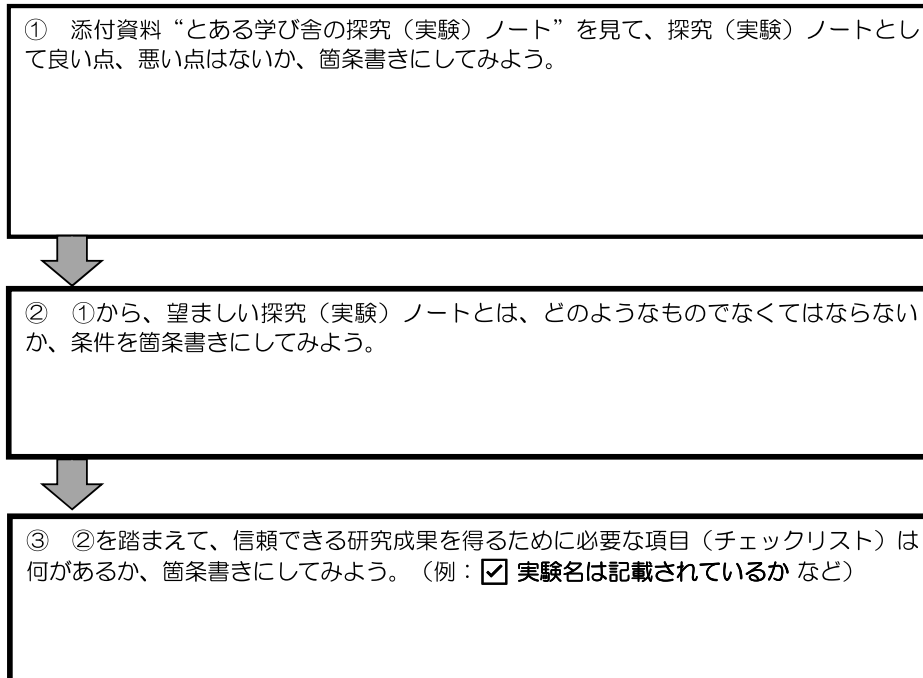 ① 添付資料“とある学び舎の探究（実験）ノート”を見て、探究（実験）ノートとし
て良い点、悪い点はないか、箇条書きにしてみよう。
② ①から、望ましい探究（実験）ノートとは、どのようなものでなくてはならない
か、条件を箇条書きにしてみよう。
③ ②を踏まえて、信頼できる研究成果を得るために必要な項目（チェックリスト）は
何があるか、箇条書きにしてみよう。（例：☑ 実験名は記載されているか など）